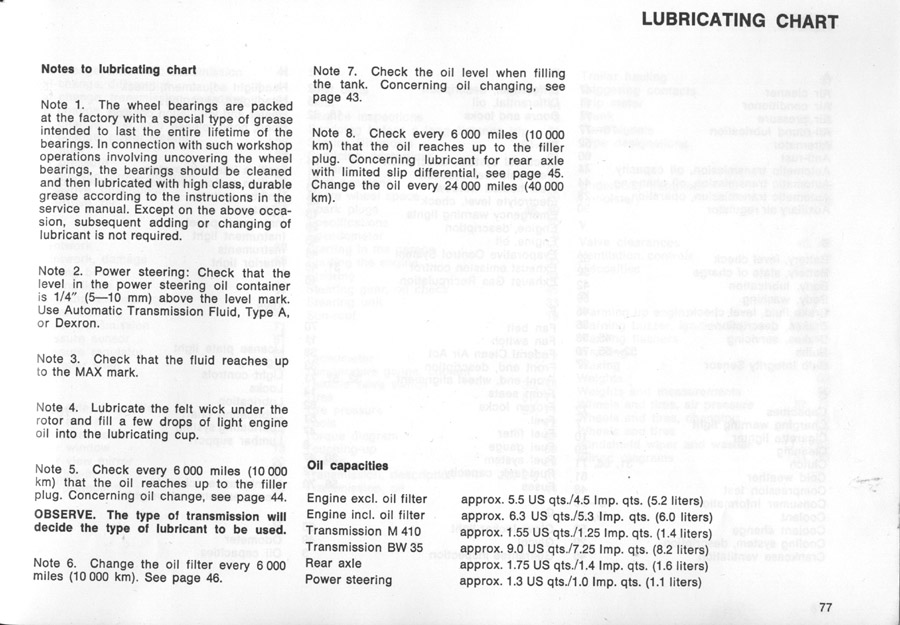 LUBRICATING CHART
Notes to lubricating chart
Note 1. The wheel bearings are packed
at the factory with a special type of grease
intended to last the entire lifetime of the
bearings. In connection with such workshop
operations involving uncovering the wheel
bearings, the bearings should be cleaned
and then lubricated with high class, durable
grease according to the instructions in the
service manual. Except on the above occa-
sion, subsequent adding or changing of
lubricant is not required.
Note 2. Power steering: Check that the
level in the power steering oil container
is 1/4″ (5—10 mm) above the level mark.
Use Automatic Transmission Fluid, Type A,
or Dexron.
Note 3. Check that the fluid reaches up
to the MAX mark.
Note 4. Lubricate the felt wick under the
rotor and fill a few drops of light engine
oil into the lubricating cup.
Note 5. Check every 6 000 miles (10 000
km) that the oil reaches up to the filler
plug. Concerning oil change, see page 44.
OBSERVE. The type of transmission will
decide the type of lubricant to be used.
Note 6. Change the oil filter every 6 000
miles (10 000 km). See page 46.
Note 7. Check the oil level when filling
the tank. Concerning oil changing, see
page 43.
Note 8. Check every 6 000 miles (10 000
km) that the oil reaches up to the filler
plug. Concerning lubricant for rear axle
with limited slip differential, see page 45.
Change the oil every 24 000 miles (40 000
km).
Oil capacities
Engine excl. oil filter approx. 5.5 US qts./4.5 Imp. qts. (5.2 liters)
Engine incl. oil filter approx. 6.3 US qts./5.3 Imp. qts. (6.0 liters)
Transmission M 410 approx. 1.55 US qts./1.25 Imp. qts. (1.4 liters)
Transmission BW 35 approx. 9.0 US qts./7.25 Imp. qts. (8.2 liters)
Rear axle approx. 1.75 US qts./1.4 Imp. qts. (1.6 liters)
Power steering approx. 1.3 US qts./1.0 Imp. qts. (1.1 liters)
77